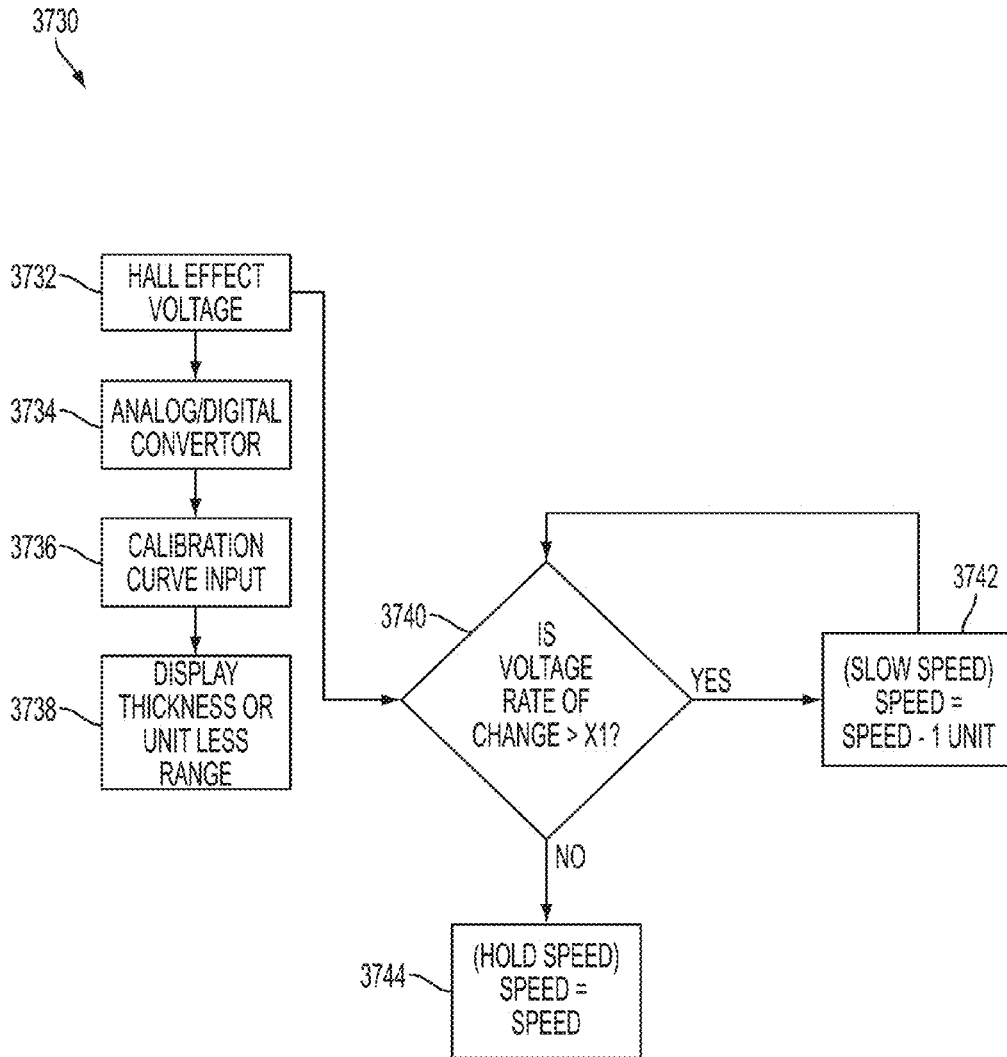 3730
3732
HALL EFFECT
VOLTAGE
3734
ANALOG/DIGITAL
CONVERTOR
3736
CALIBRATION
CURVE INPUT
3738
DISPLAY
THICKNESS OR
UNIT LESS
RANGE
3740
IS
VOLTAGE
RATE OF
CHANGE > X1?
YES
3742
(SLOW SPEED)
SPEED =
SPEED - 1 UNIT
NO
3744
(HOLD SPEED)
SPEED =
SPEED